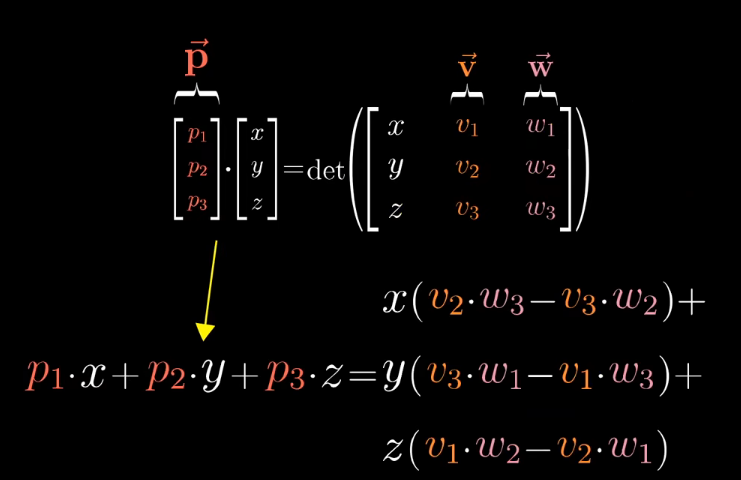 p⃗ v⃗ w⃗
[p₁ p₂ p₃] · [x y z] = det([x v₁ w₁
y v₂ w₂
z v₃ w₃])
x(v₂·w₃−v₃·w₂)+
p₁·x+p₂·y+p₃·z=y(v₃·w₁−v₁·w₃)+
z(v₁·w₂−v₂·w₁)